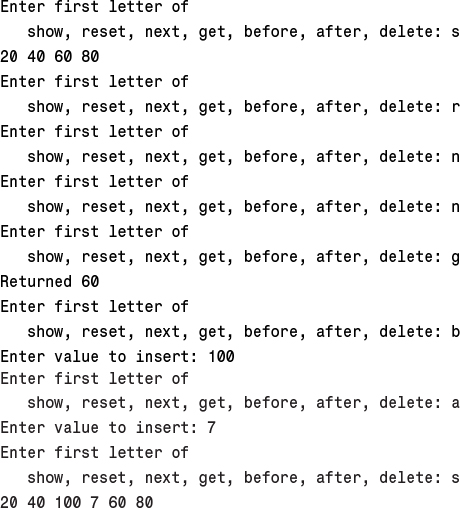 Enter first letter of
   show, reset, next, get, before, after, delete: s
20 40 60 80
Enter first letter of
   show, reset, next, get, before, after, delete: r
Enter first letter of
   show, reset, next, get, before, after, delete: n
Enter first letter of
   show, reset, next, get, before, after, delete: n
Enter first letter of
   show, reset, next, get, before, after, delete: g
Returned 60
Enter first letter of
   show, reset, next, get, before, after, delete: b
Enter value to insert: 100
Enter first letter of
   show, reset, next, get, before, after, delete: a
Enter value to insert: 7
Enter first letter of
   show, reset, next, get, before, after, delete: s
20 40 100 7 60 80